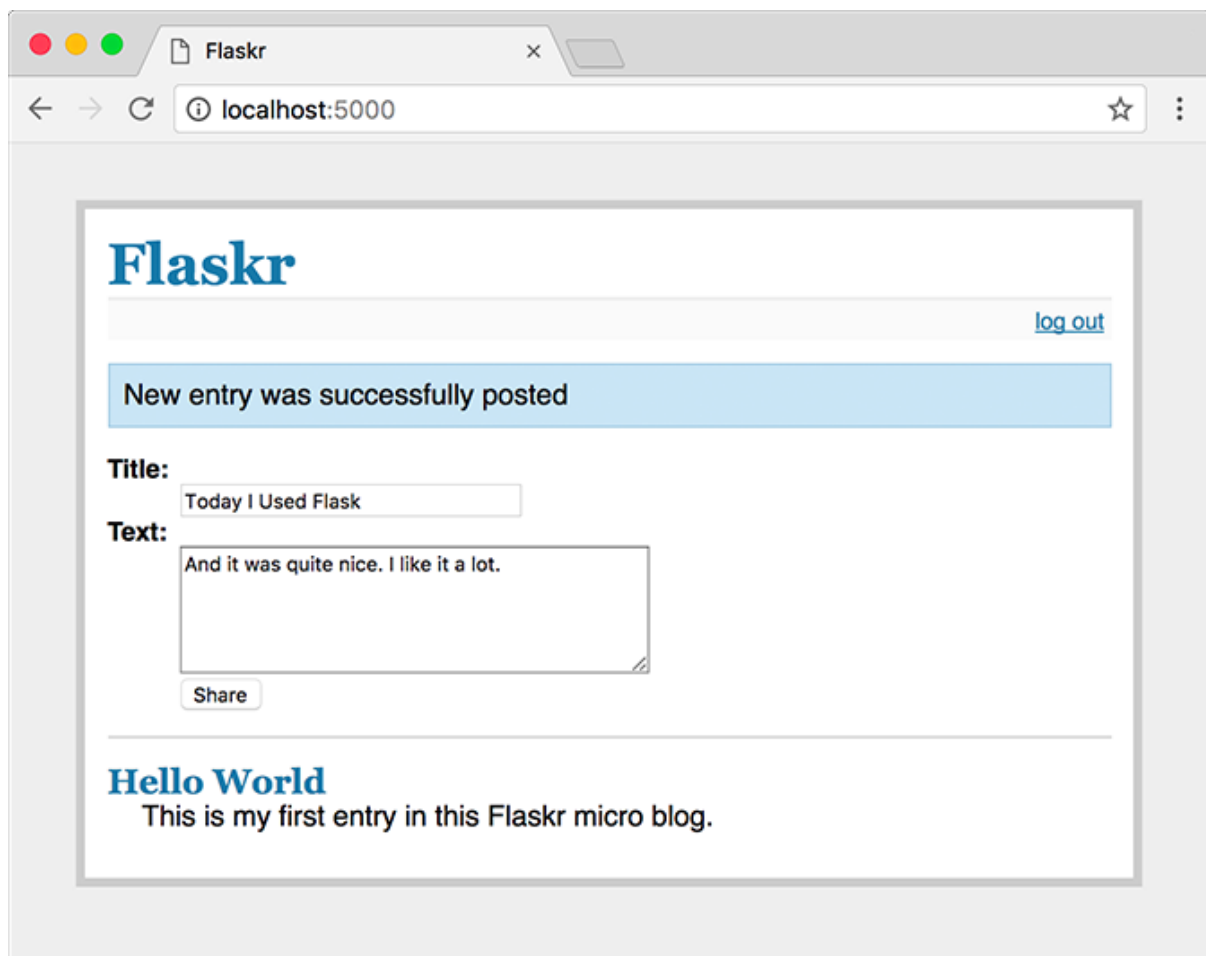 Flaskr
localhost:5000
Flaskr
log out
New entry was successfully posted
Title:
Today I Used Flask
Text:
And it was quite nice. I like it a lot.
Share
Hello World
This is my first entry in this Flaskr micro blog.